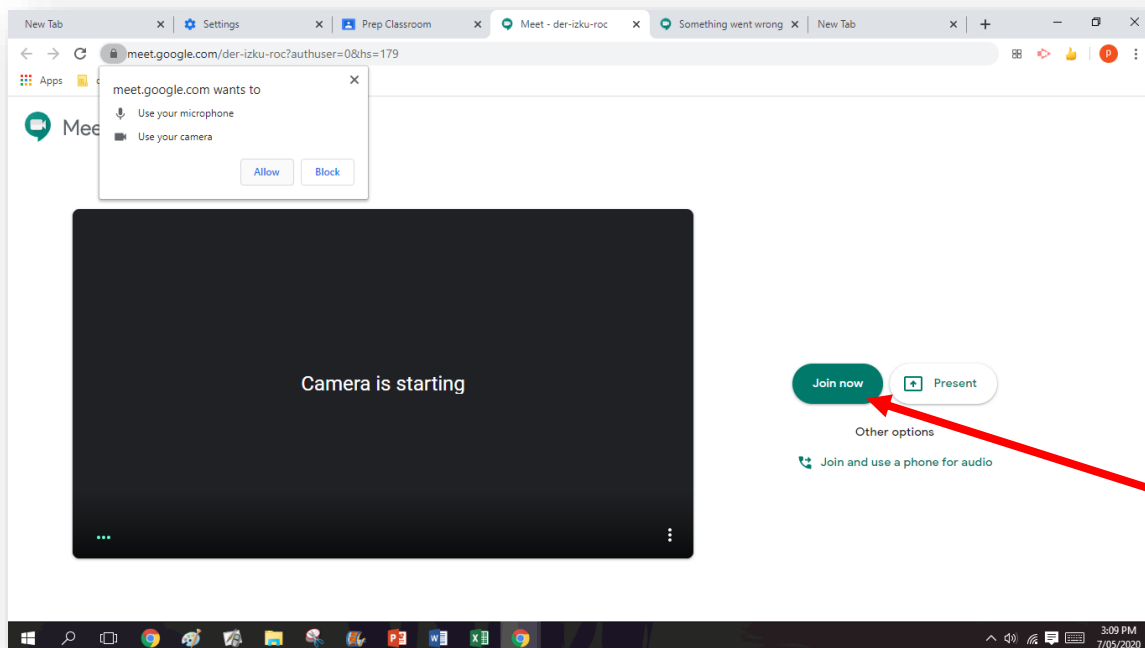 New Tab Settings Prep Classroom Meet - der-izku-roc Something went wrong New Tab
meet.google.com/der-izku-roc?authuser=0&hs=179 P
Apps
meet.google.com wants to
Use your microphone
Use your camera
Allow Block
Mee
Camera is starting
Join now Present
Other options
Join and use a phone for audio
3:09 PM
7/05/2020